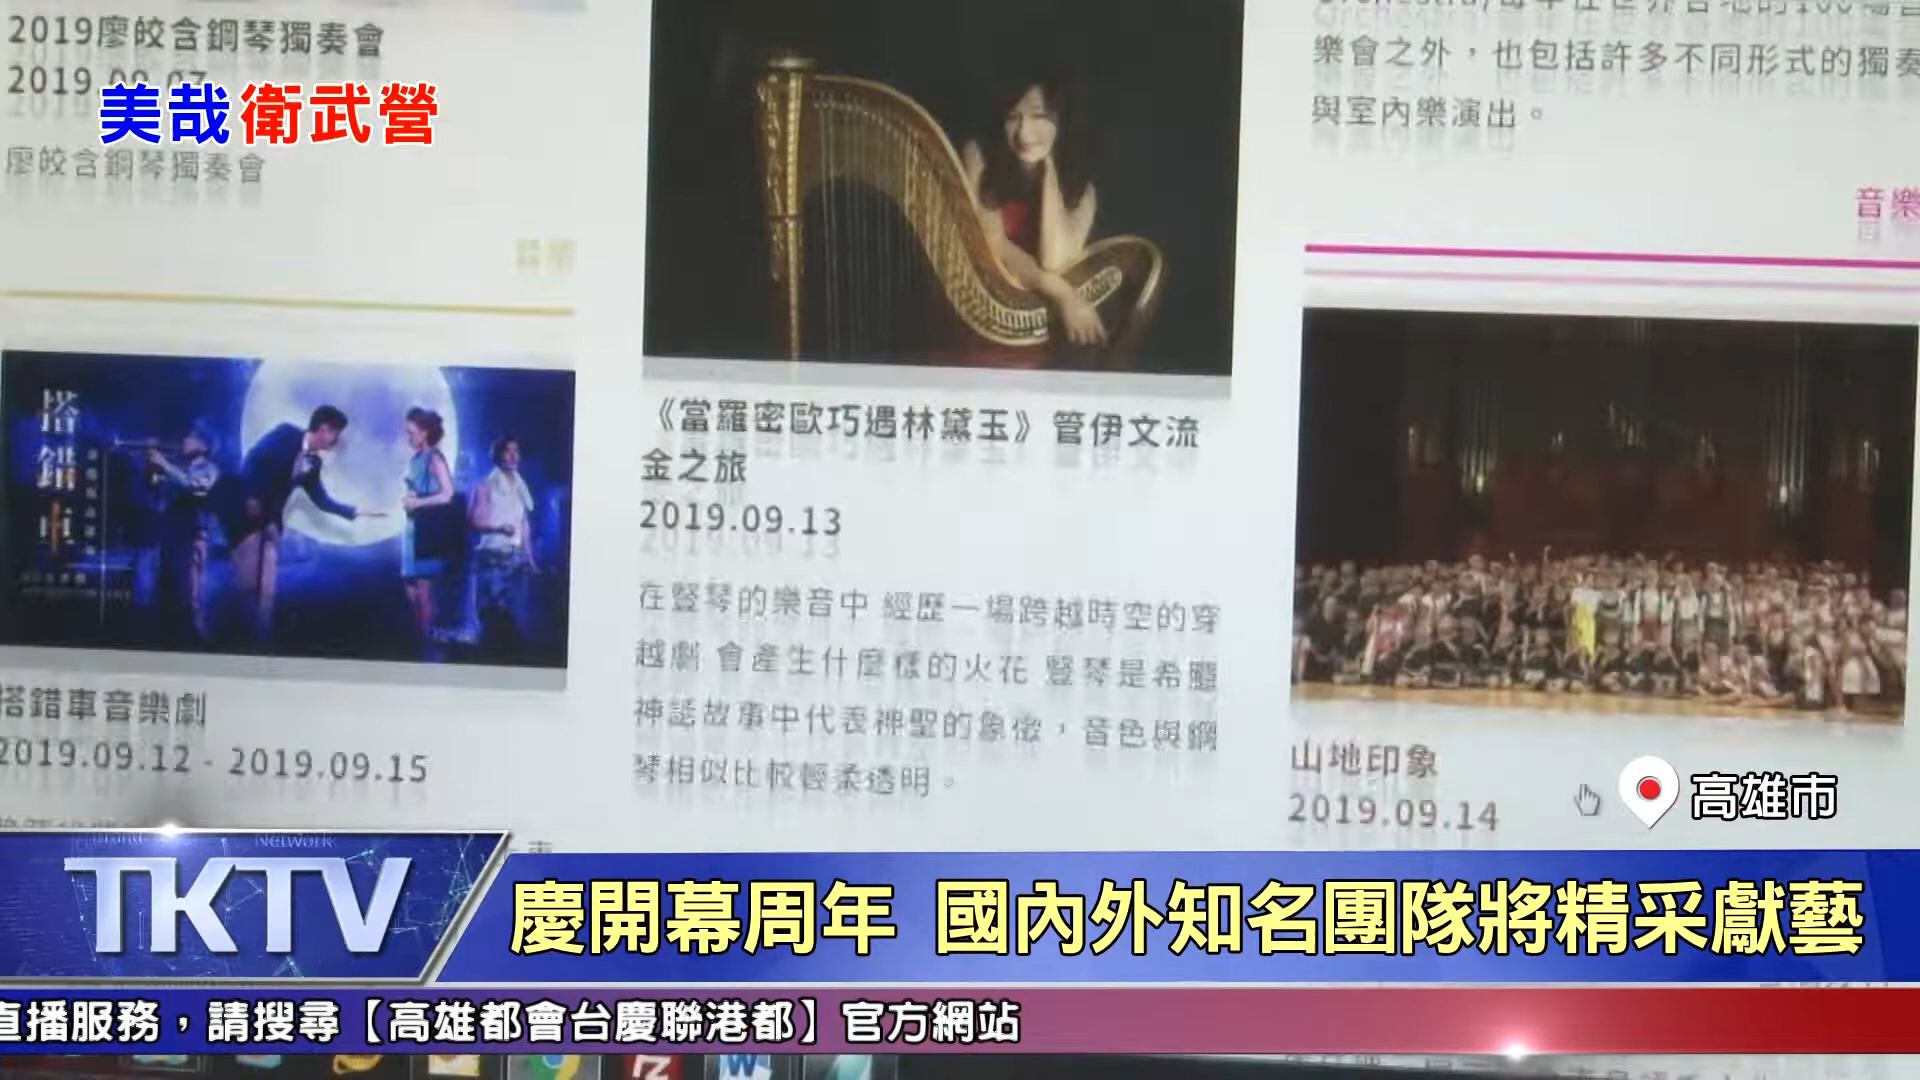 2019廖皎含鋼琴獨奏會
2019.09.07
美哉衛武營
廖皎含鋼琴獨奏會
樂會之外，也包括許多不同形式的獨奏
與室內樂演出。
音樂
搭錯車
搭錯車音樂劇
2019.09.12 - 2019.09.15
《當羅密歐巧遇林黛玉》管伊文流
金之旅
2019.09.13
在豎琴的樂音中 經歷一場跨越時空的穿
越劇 會產生什麼樣的火花 豎琴是希臘
神話故事中代表神聖的象徵，音色與鋼
琴相似比較輕柔透明。
山地印象
2019.09.14
高雄市
Network
TKTV
慶開幕周年 國內外知名團隊將精采獻藝
直播服務，請搜尋【高雄都會台慶聯港都】官方網站